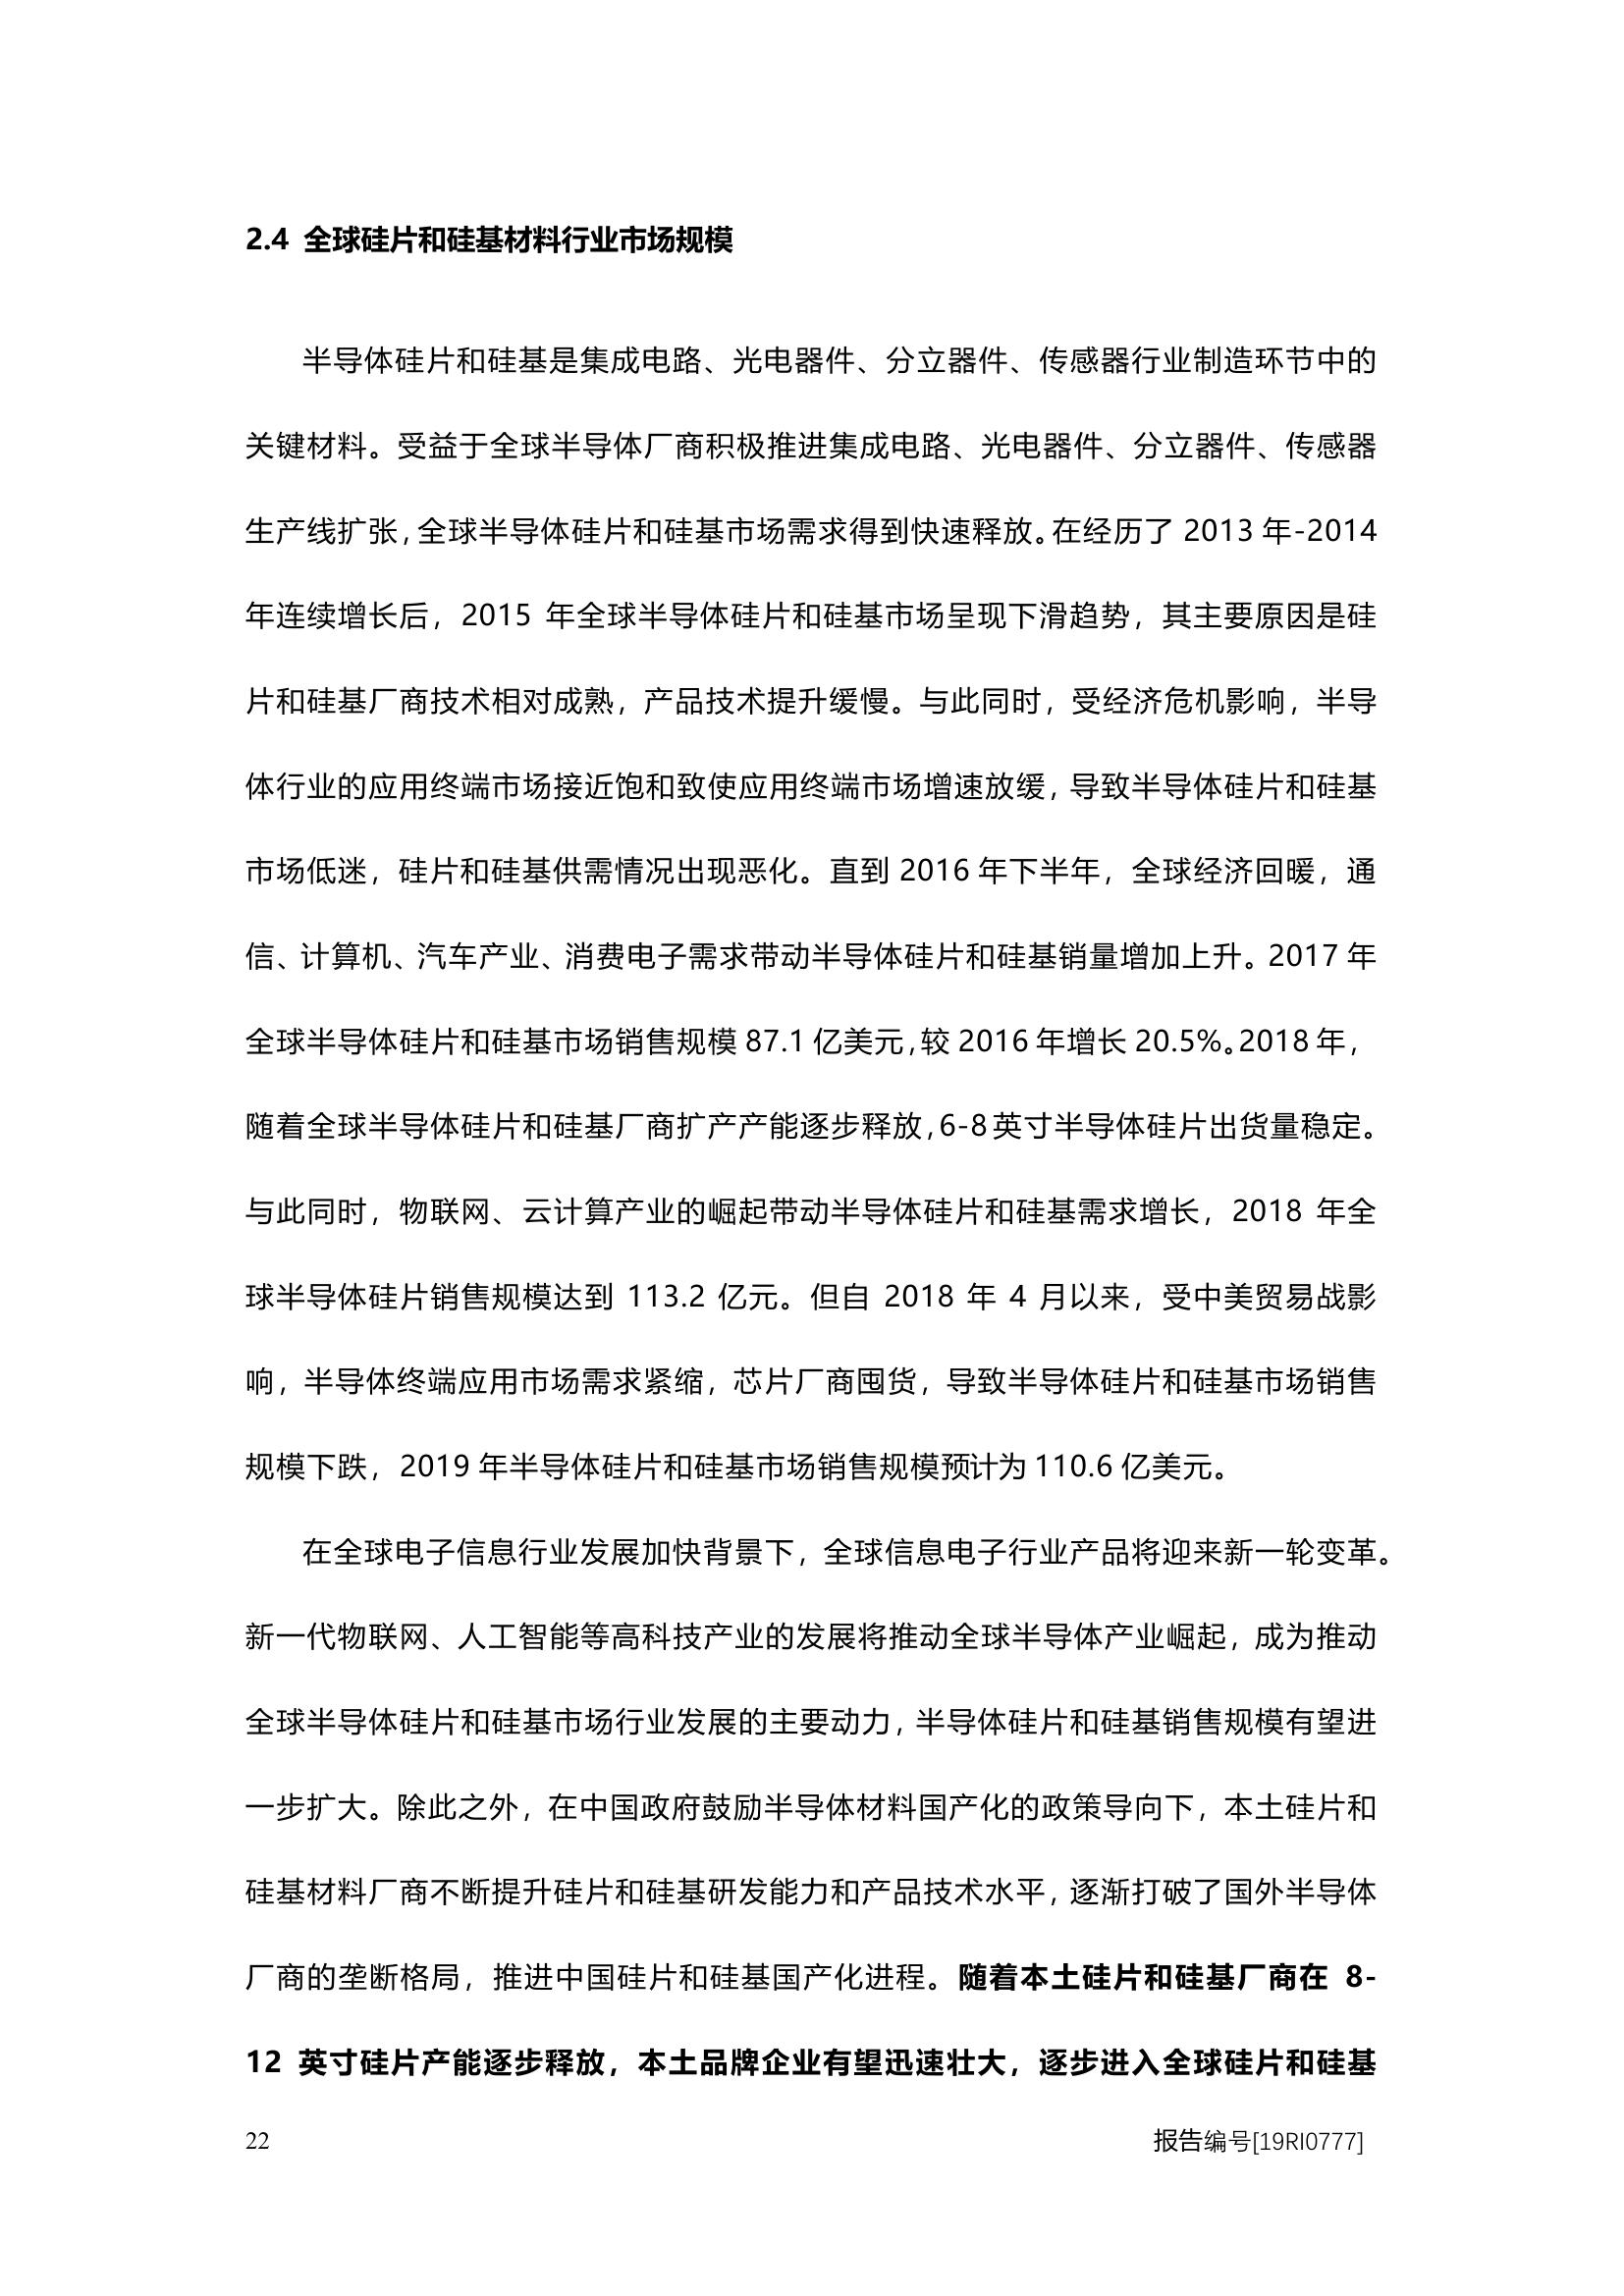 2.4 全球硅片和硅基材料行业市场规模
半导体硅片和硅基是集成电路、光电器件、分立器件、传感器行业制造环节中的
关键材料。受益于全球半导体厂商积极推进集成电路、光电器件、分立器件、传感器
生产线扩张，全球半导体硅片和硅基市场需求得到快速释放。在经历了 2013 年-2014
年连续增长后，2015 年全球半导体硅片和硅基市场呈现下滑趋势，其主要原因是硅
片和硅基厂商技术相对成熟，产品技术提升缓慢。与此同时，受经济危机影响，半导
体行业的应用终端市场接近饱和致使应用终端市场增速放缓，导致半导体硅片和硅基
市场低迷，硅片和硅基供需情况出现恶化。直到 2016 年下半年，全球经济回暖，通
信、计算机、汽车产业、消费电子需求带动半导体硅片和硅基销量增加上升。2017 年
全球半导体硅片和硅基市场销售规模 87.1 亿美元，较 2016 年增长 20.5%。2018 年，
随着全球半导体硅片和硅基厂商扩产产能逐步释放，6-8 英寸半导体硅片出货量稳定。
与此同时，物联网、云计算产业的崛起带动半导体硅片和硅基需求增长，2018 年全
球半导体硅片销售规模达到 113.2 亿元。但自 2018 年 4 月以来，受中美贸易战影
响，半导体终端应用市场需求紧缩，芯片厂商囤货，导致半导体硅片和硅基市场销售
规模下跌，2019 年半导体硅片和硅基市场销售规模预计为 110.6 亿美元。
在全球电子信息行业发展加快背景下，全球信息电子行业产品将迎来新一轮变革。
新一代物联网、人工智能等高科技产业的发展将推动全球半导体产业崛起，成为推动
全球半导体硅片和硅基市场行业发展的主要动力，半导体硅片和硅基销售规模有望进
一步扩大。除此之外，在中国政府鼓励半导体材料国产化的政策导向下，本土硅片和
硅基材料厂商不断提升硅片和硅基研发能力和产品技术水平，逐渐打破了国外半导体
厂商的垄断格局，推进中国硅片和硅基国产化进程。随着本土硅片和硅基厂商在 8-
12 英寸硅片产能逐步释放，本土品牌企业有望迅速壮大，逐步进入全球硅片和硅基
22 报告编号[19RI0777]